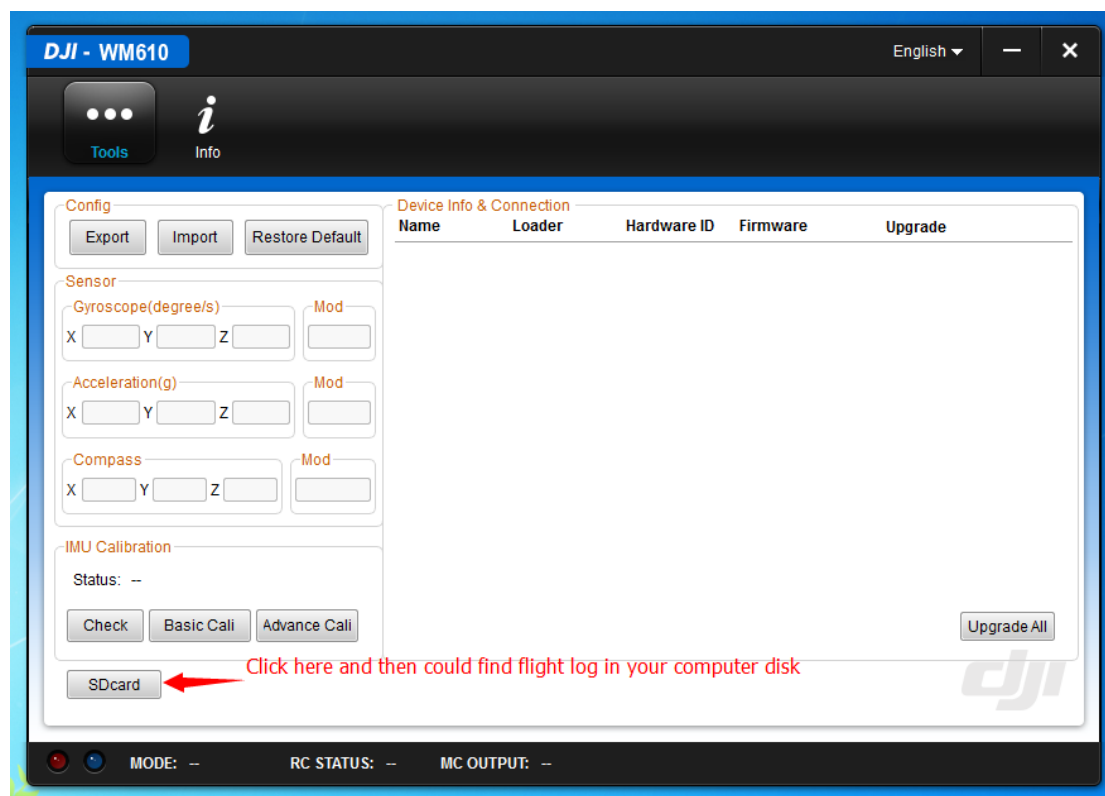 DJI - WM610
English
Tools
Info
Config
Export Import Restore Default
Sensor
Gyroscope(degree/s) Mod
X Y Z
Acceleration(g) Mod
X Y Z
Compass Mod
X Y Z
IMU Calibration
Status: --
Check Basic Cali Advance Cali
SDcard
Device Info & Connection
Name Loader Hardware ID Firmware Upgrade
Upgrade All
Click here and then could find flight log in your computer disk
dji
MODE: -- RC STATUS: -- MC OUTPUT: --